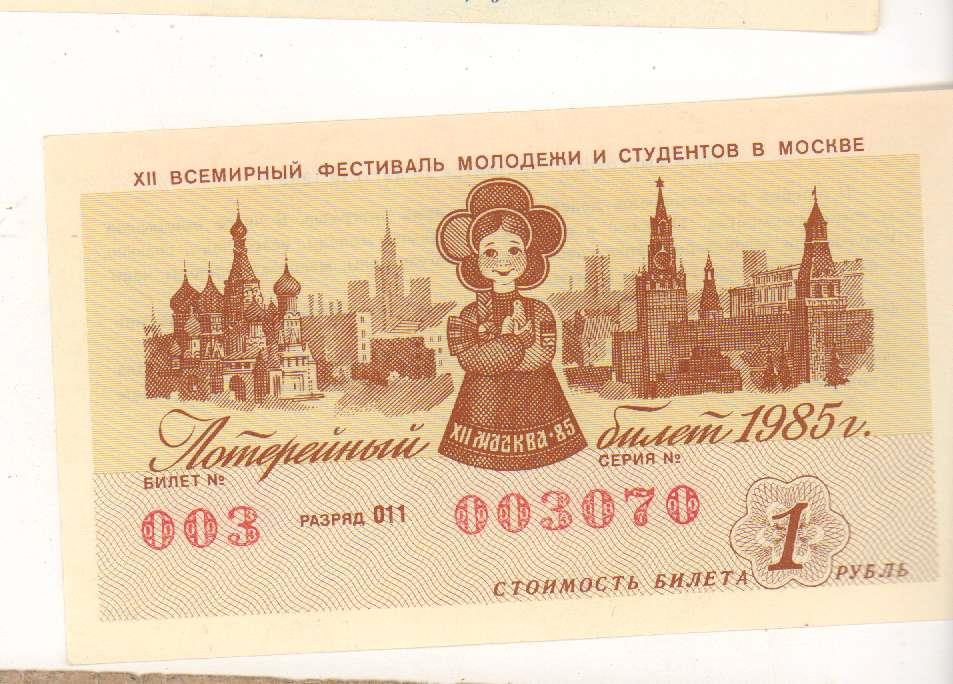 XII ВСЕМИРНЫЙ ФЕСТИВАЛЬ МОЛОДЕЖИ И СТУДЕНТОВ В МОСКВЕ
XII МОСКВА·85
Лотерейный билет 1985 г.
БИЛЕТ № СЕРИЯ №
003 РАЗРЯД 011 003070
1
СТОИМОСТЬ БИЛЕТА РУБЛЬ